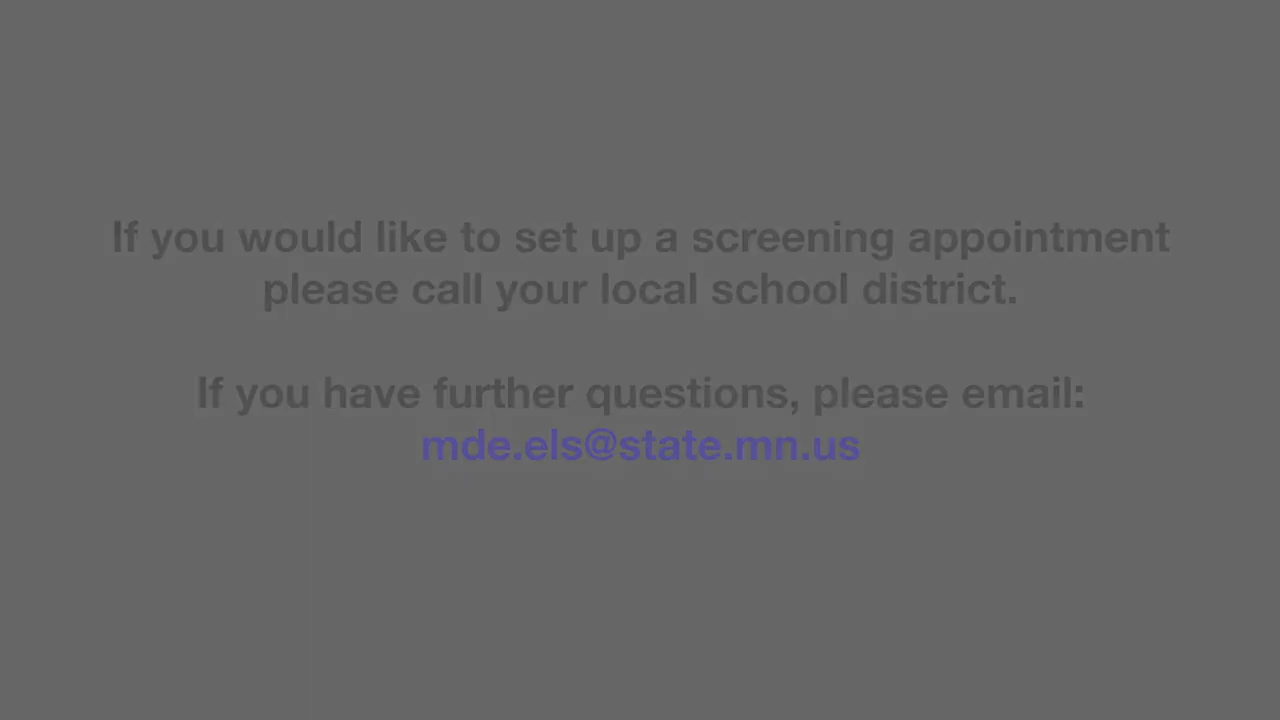 If you would like to set up a screening appointment
please call your local school district.
If you have further questions, please email:
mde.els@state.mn.us